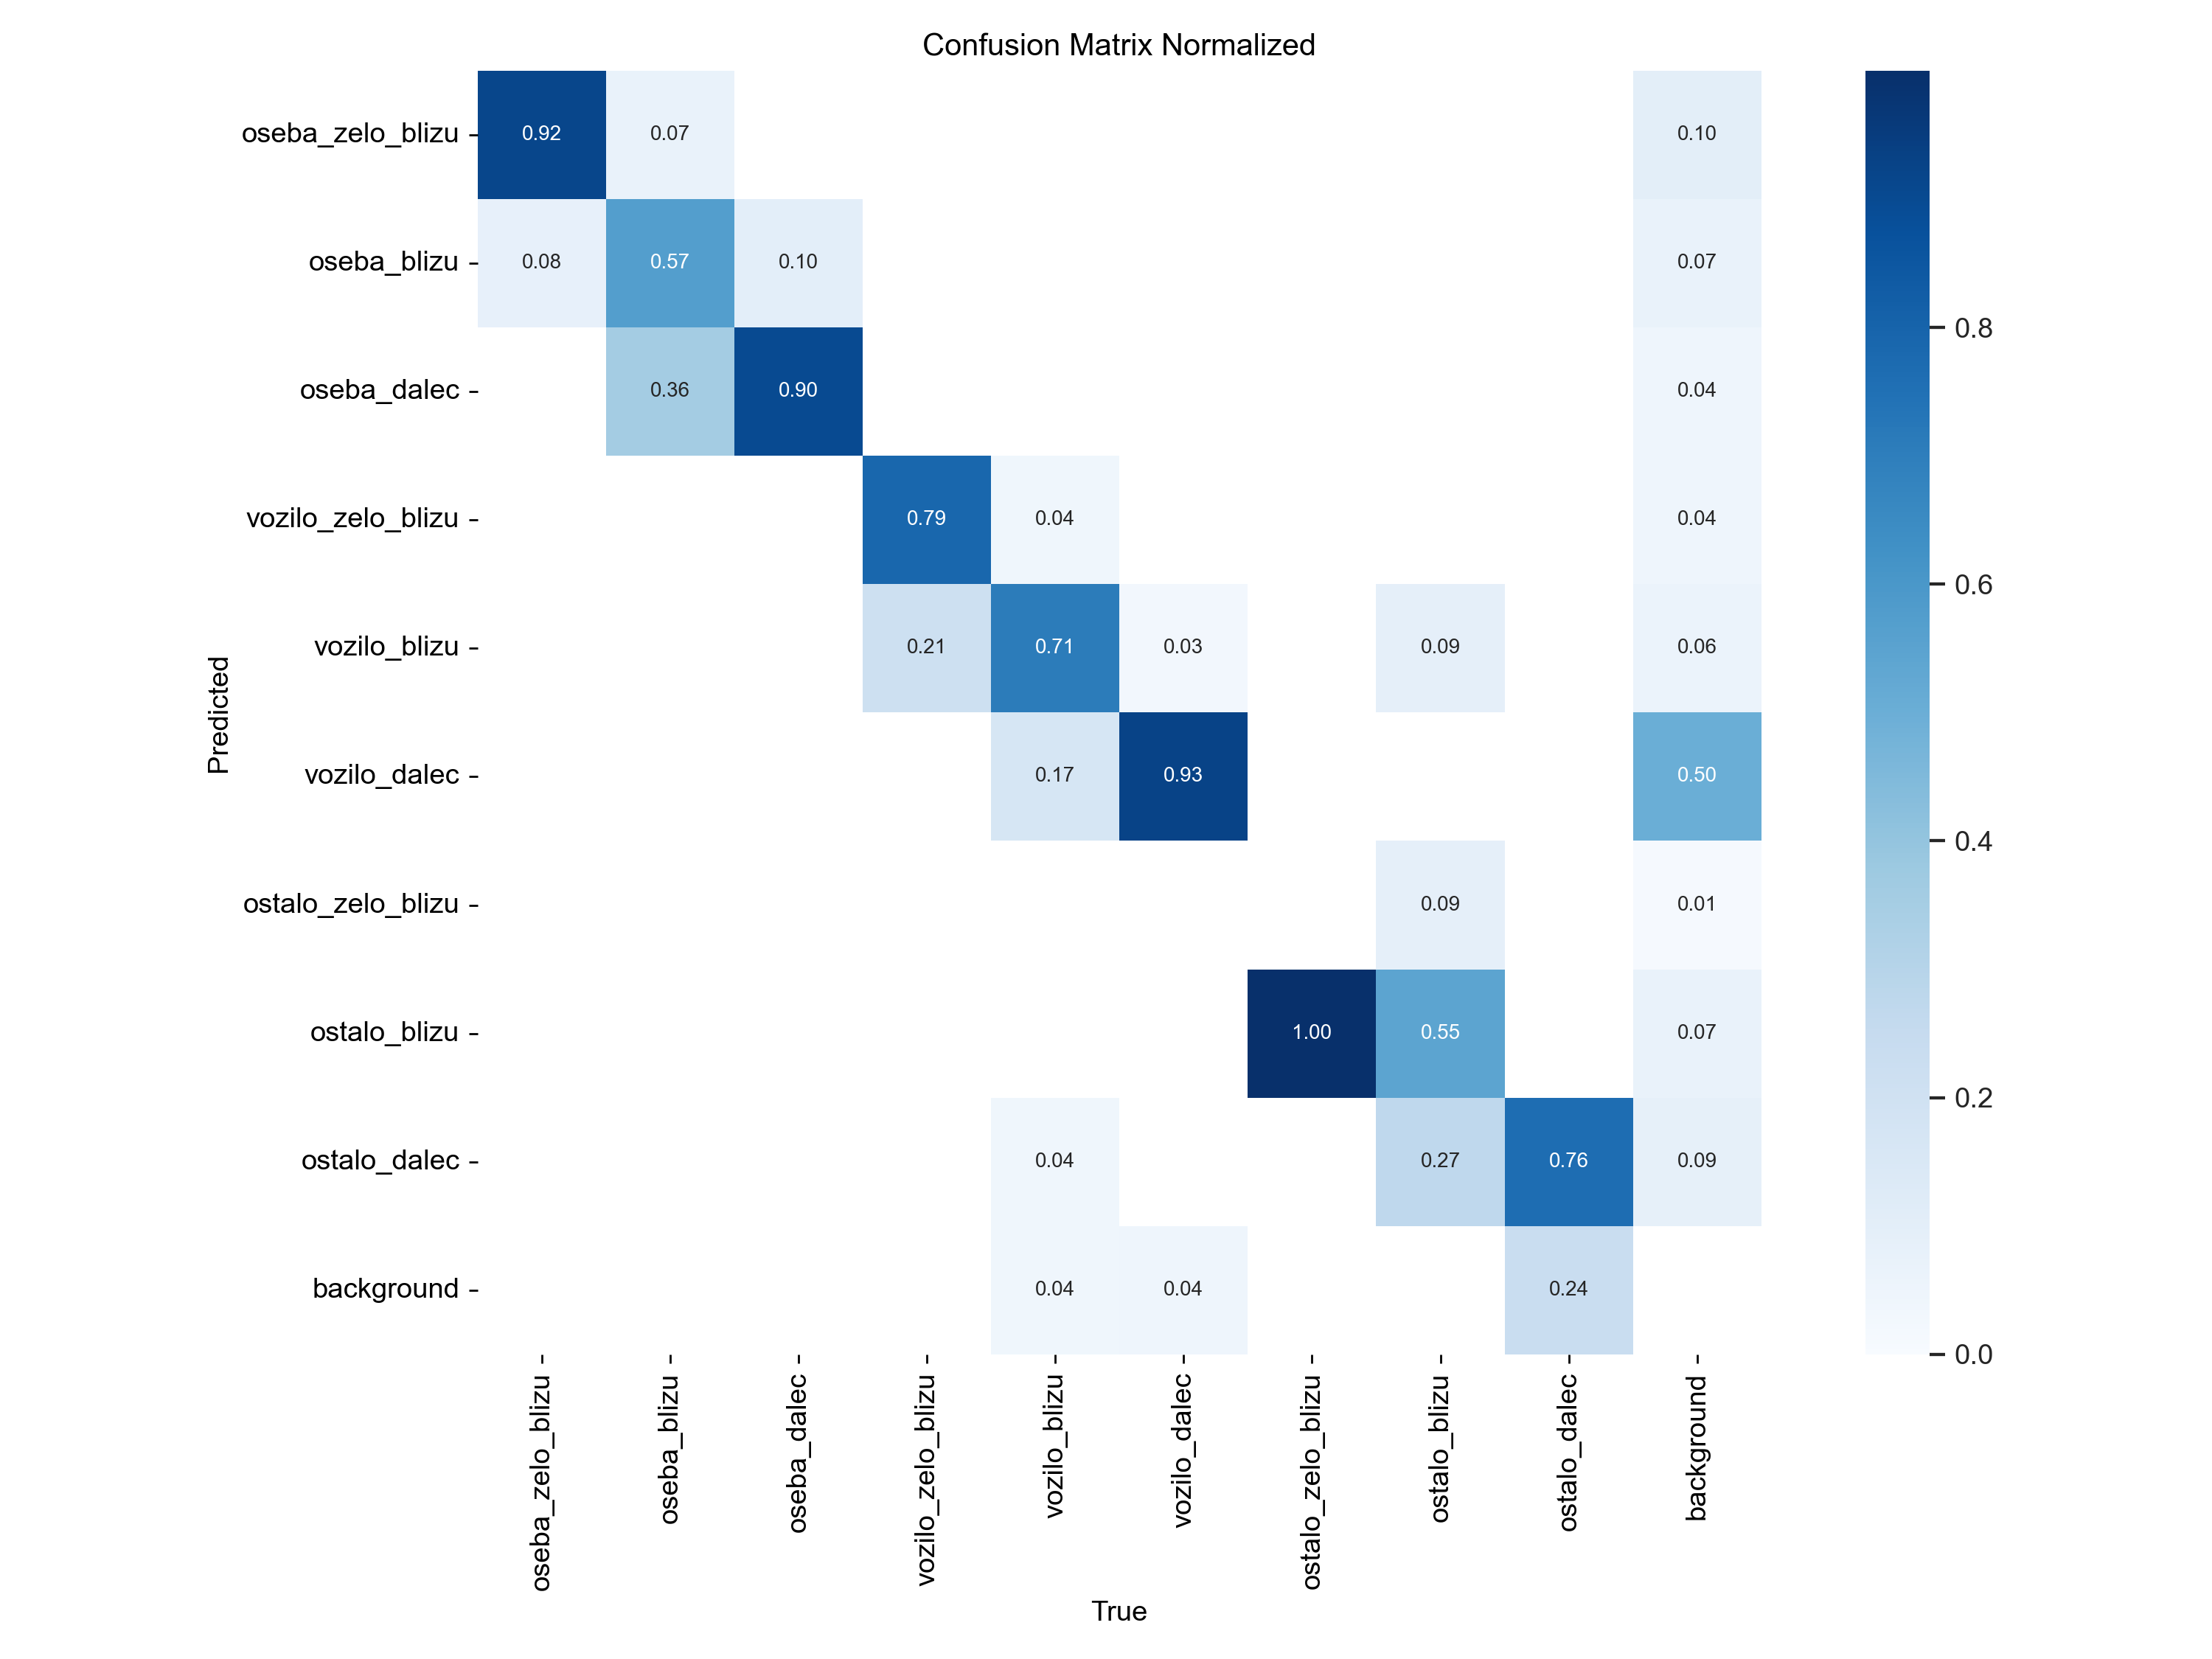 Confusion Matrix Normalized
oseba_zelo_blizu 0.92 0.07 0.10
oseba_blizu 0.08 0.57 0.10 0.07
oseba_dalec 0.36 0.90 0.04
vozilo_zelo_blizu 0.79 0.04 0.04
vozilo_blizu 0.21 0.71 0.03 0.09 0.06
vozilo_dalec 0.17 0.93 0.50
ostalo_zelo_blizu 0.09 0.01
ostalo_blizu 1.00 0.55 0.07
ostalo_dalec 0.04 0.27 0.76 0.09
background 0.04 0.04 0.24
Predicted
oseba_zelo_blizu
oseba_blizu
oseba_dalec
vozilo_zelo_blizu
vozilo_blizu
vozilo_dalec
ostalo_zelo_blizu
ostalo_blizu
ostalo_dalec
background
True
0.8
0.6
0.4
0.2
0.0